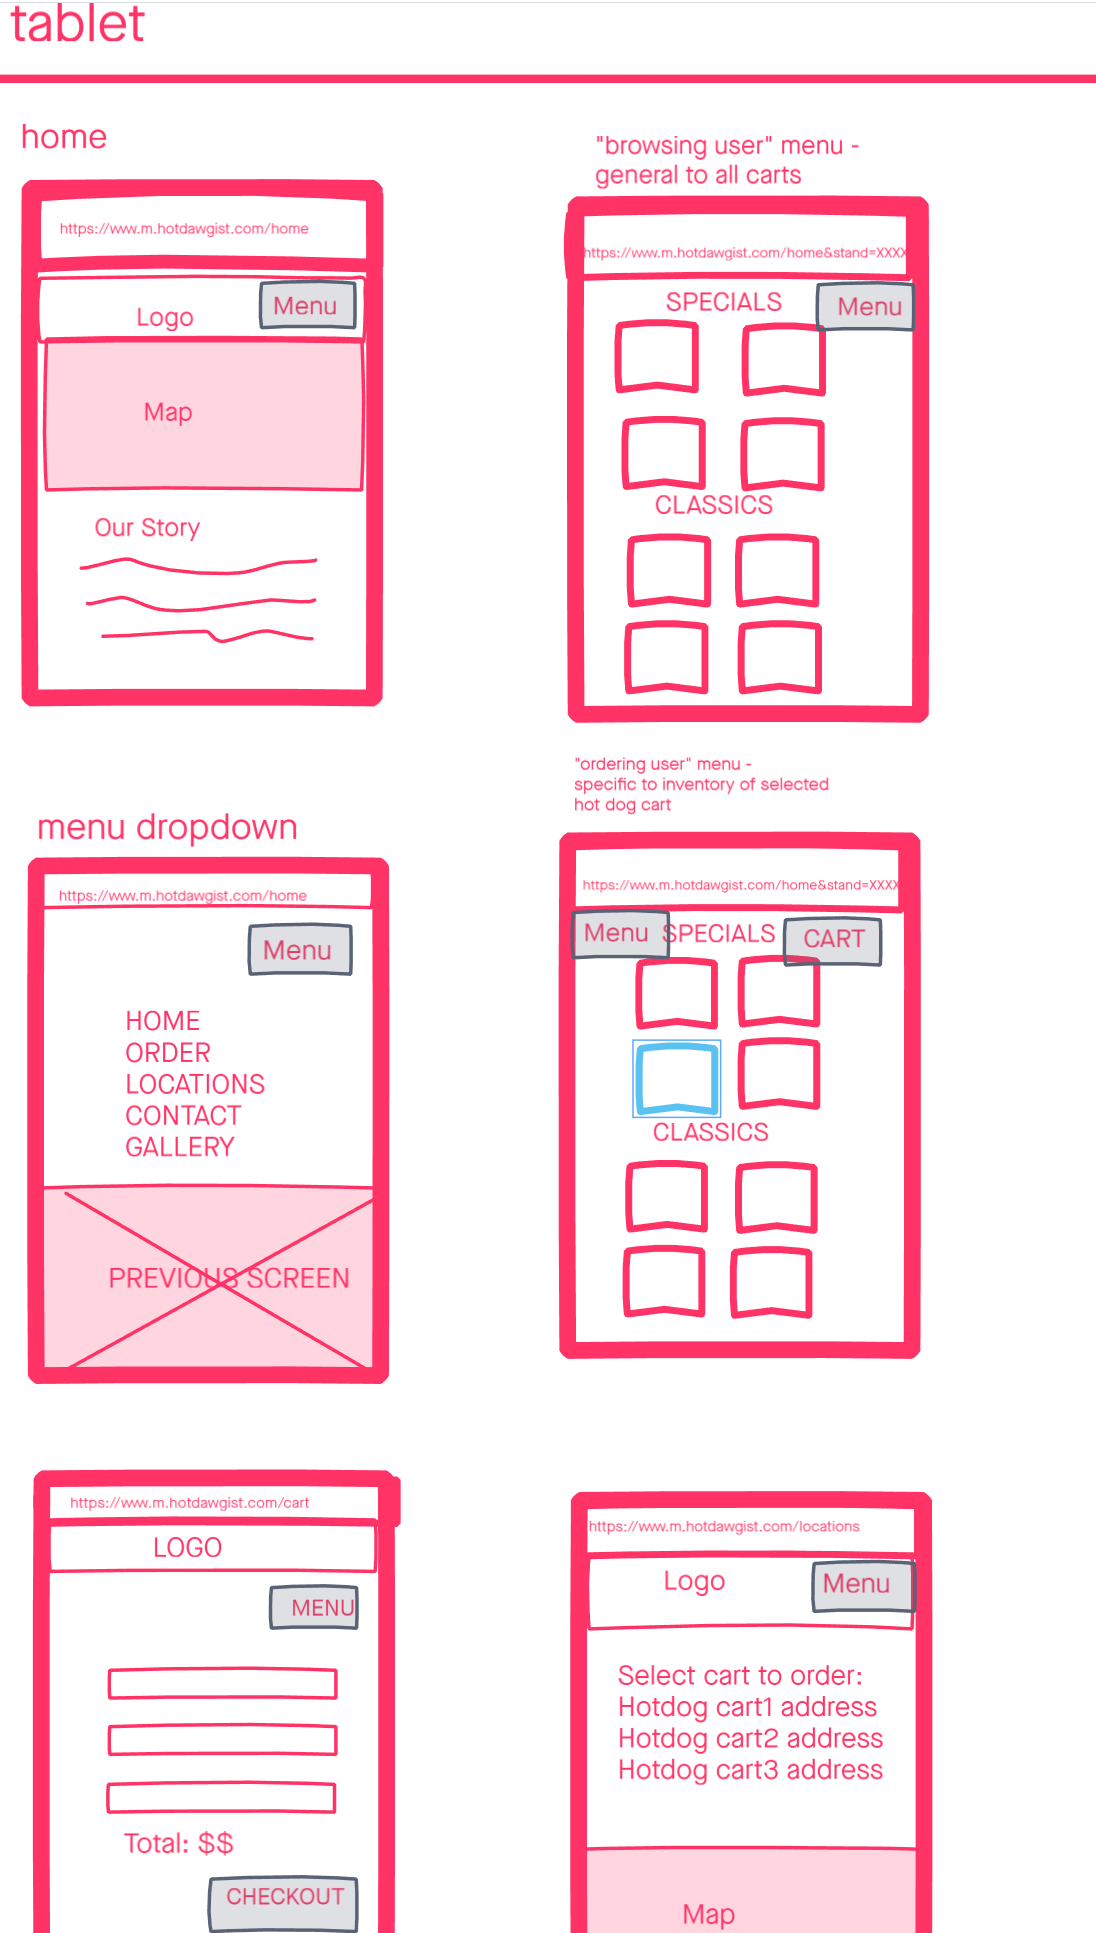 tablet
home
https://www.m.hotdawgist.com/home
Menu
Logo
Map
Our Story
"browsing user" menu -
general to all carts
https://www.m.hotdawgist.com/home&stand=XXXX
SPECIALS
Menu
CLASSICS
menu dropdown
https://www.m.hotdawgist.com/home
Menu
HOME
ORDER
LOCATIONS
CONTACT
GALLERY
PREVIOUS SCREEN
"ordering user" menu -
specific to inventory of selected
hot dog cart
https://www.m.hotdawgist.com/home&stand=XXXX
Menu
SPECIALS
CART
CLASSICS
https://www.m.hotdawgist.com/cart
LOGO
MENU
Total: $$
CHECKOUT
https://www.m.hotdawgist.com/locations
Logo
Menu
Select cart to order:
Hotdog cart1 address
Hotdog cart2 address
Hotdog cart3 address
Map